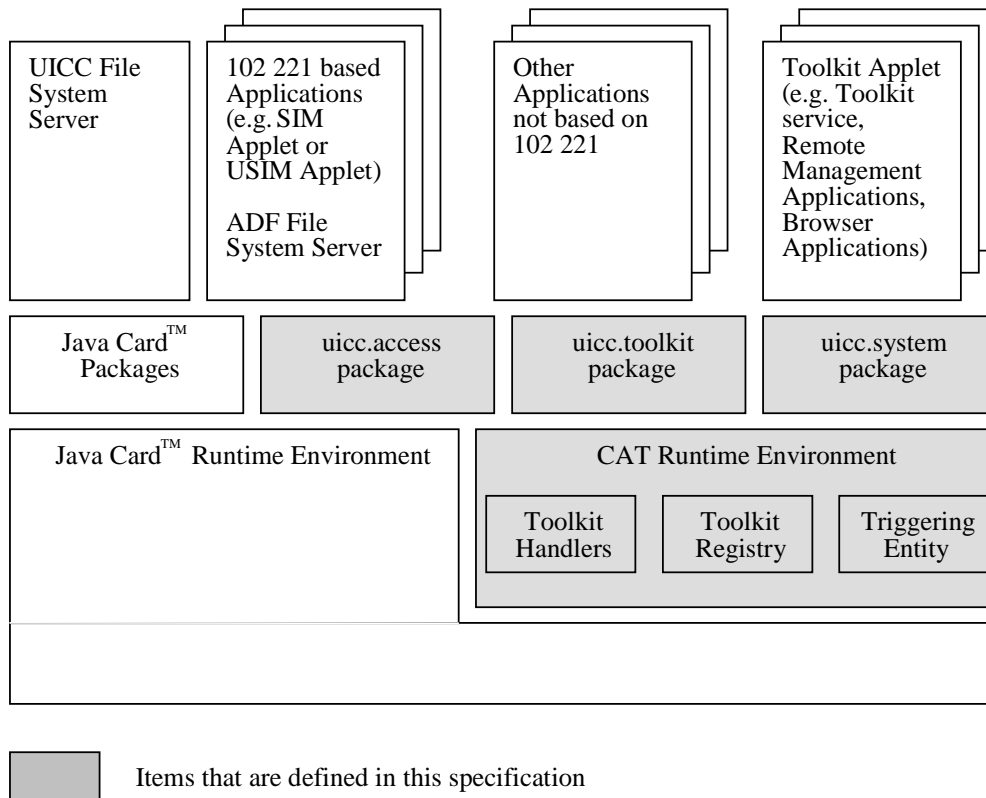 UICC File
System
Server
102 221 based
Applications
(e.g. SIM
Applet or
USIM Applet)
ADF File
System Server
Other
Applications
not based on
102 221
Toolkit Applet
(e.g. Toolkit
service,
Remote
Management
Applications,
Browser
Applications)
Java Card™
Packages
uicc.access
package
uicc.toolkit
package
uicc.system
package
Java Card™ Runtime Environment
CAT Runtime Environment
Toolkit
Handlers
Toolkit
Registry
Triggering
Entity
Items that are defined in this specification